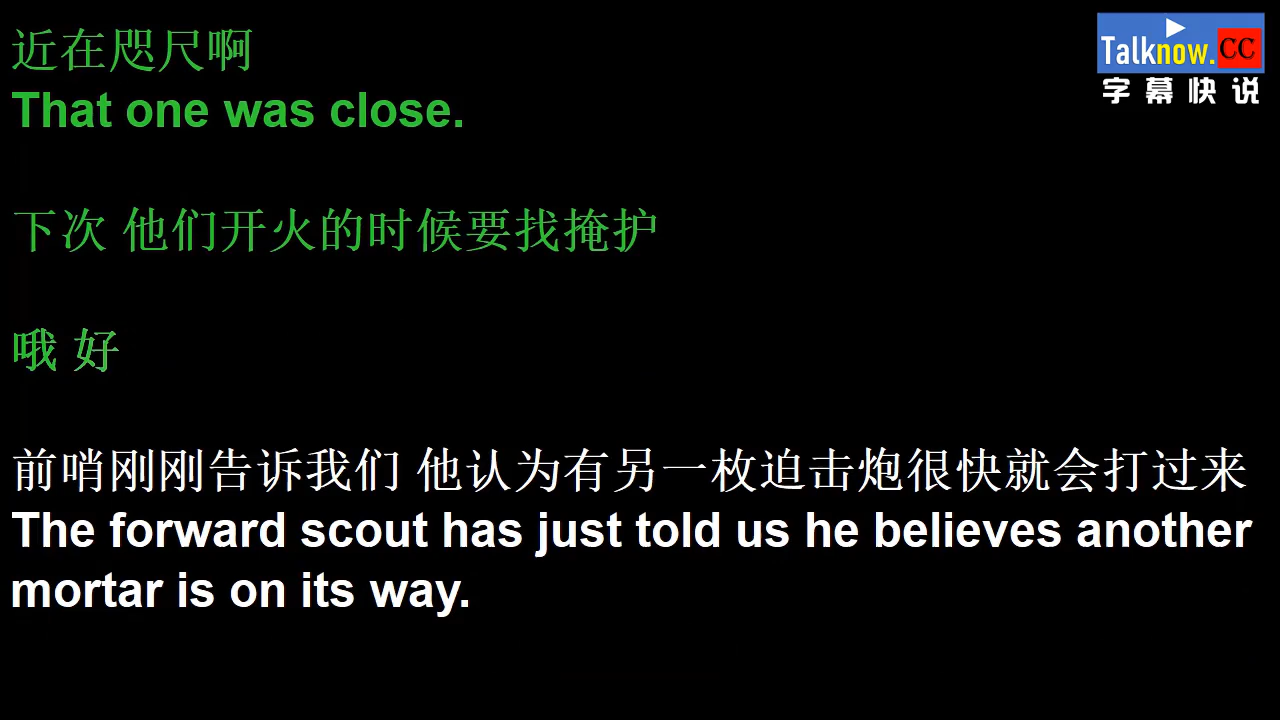 近在咫尺啊
That one was close.
下次 他们开火的时候要找掩护
哦 好
前哨刚刚告诉我们 他认为有另一枚迫击炮很快就会打过来
The forward scout has just told us he believes another
mortar is on its way.
Talknow.CC
字幕快说